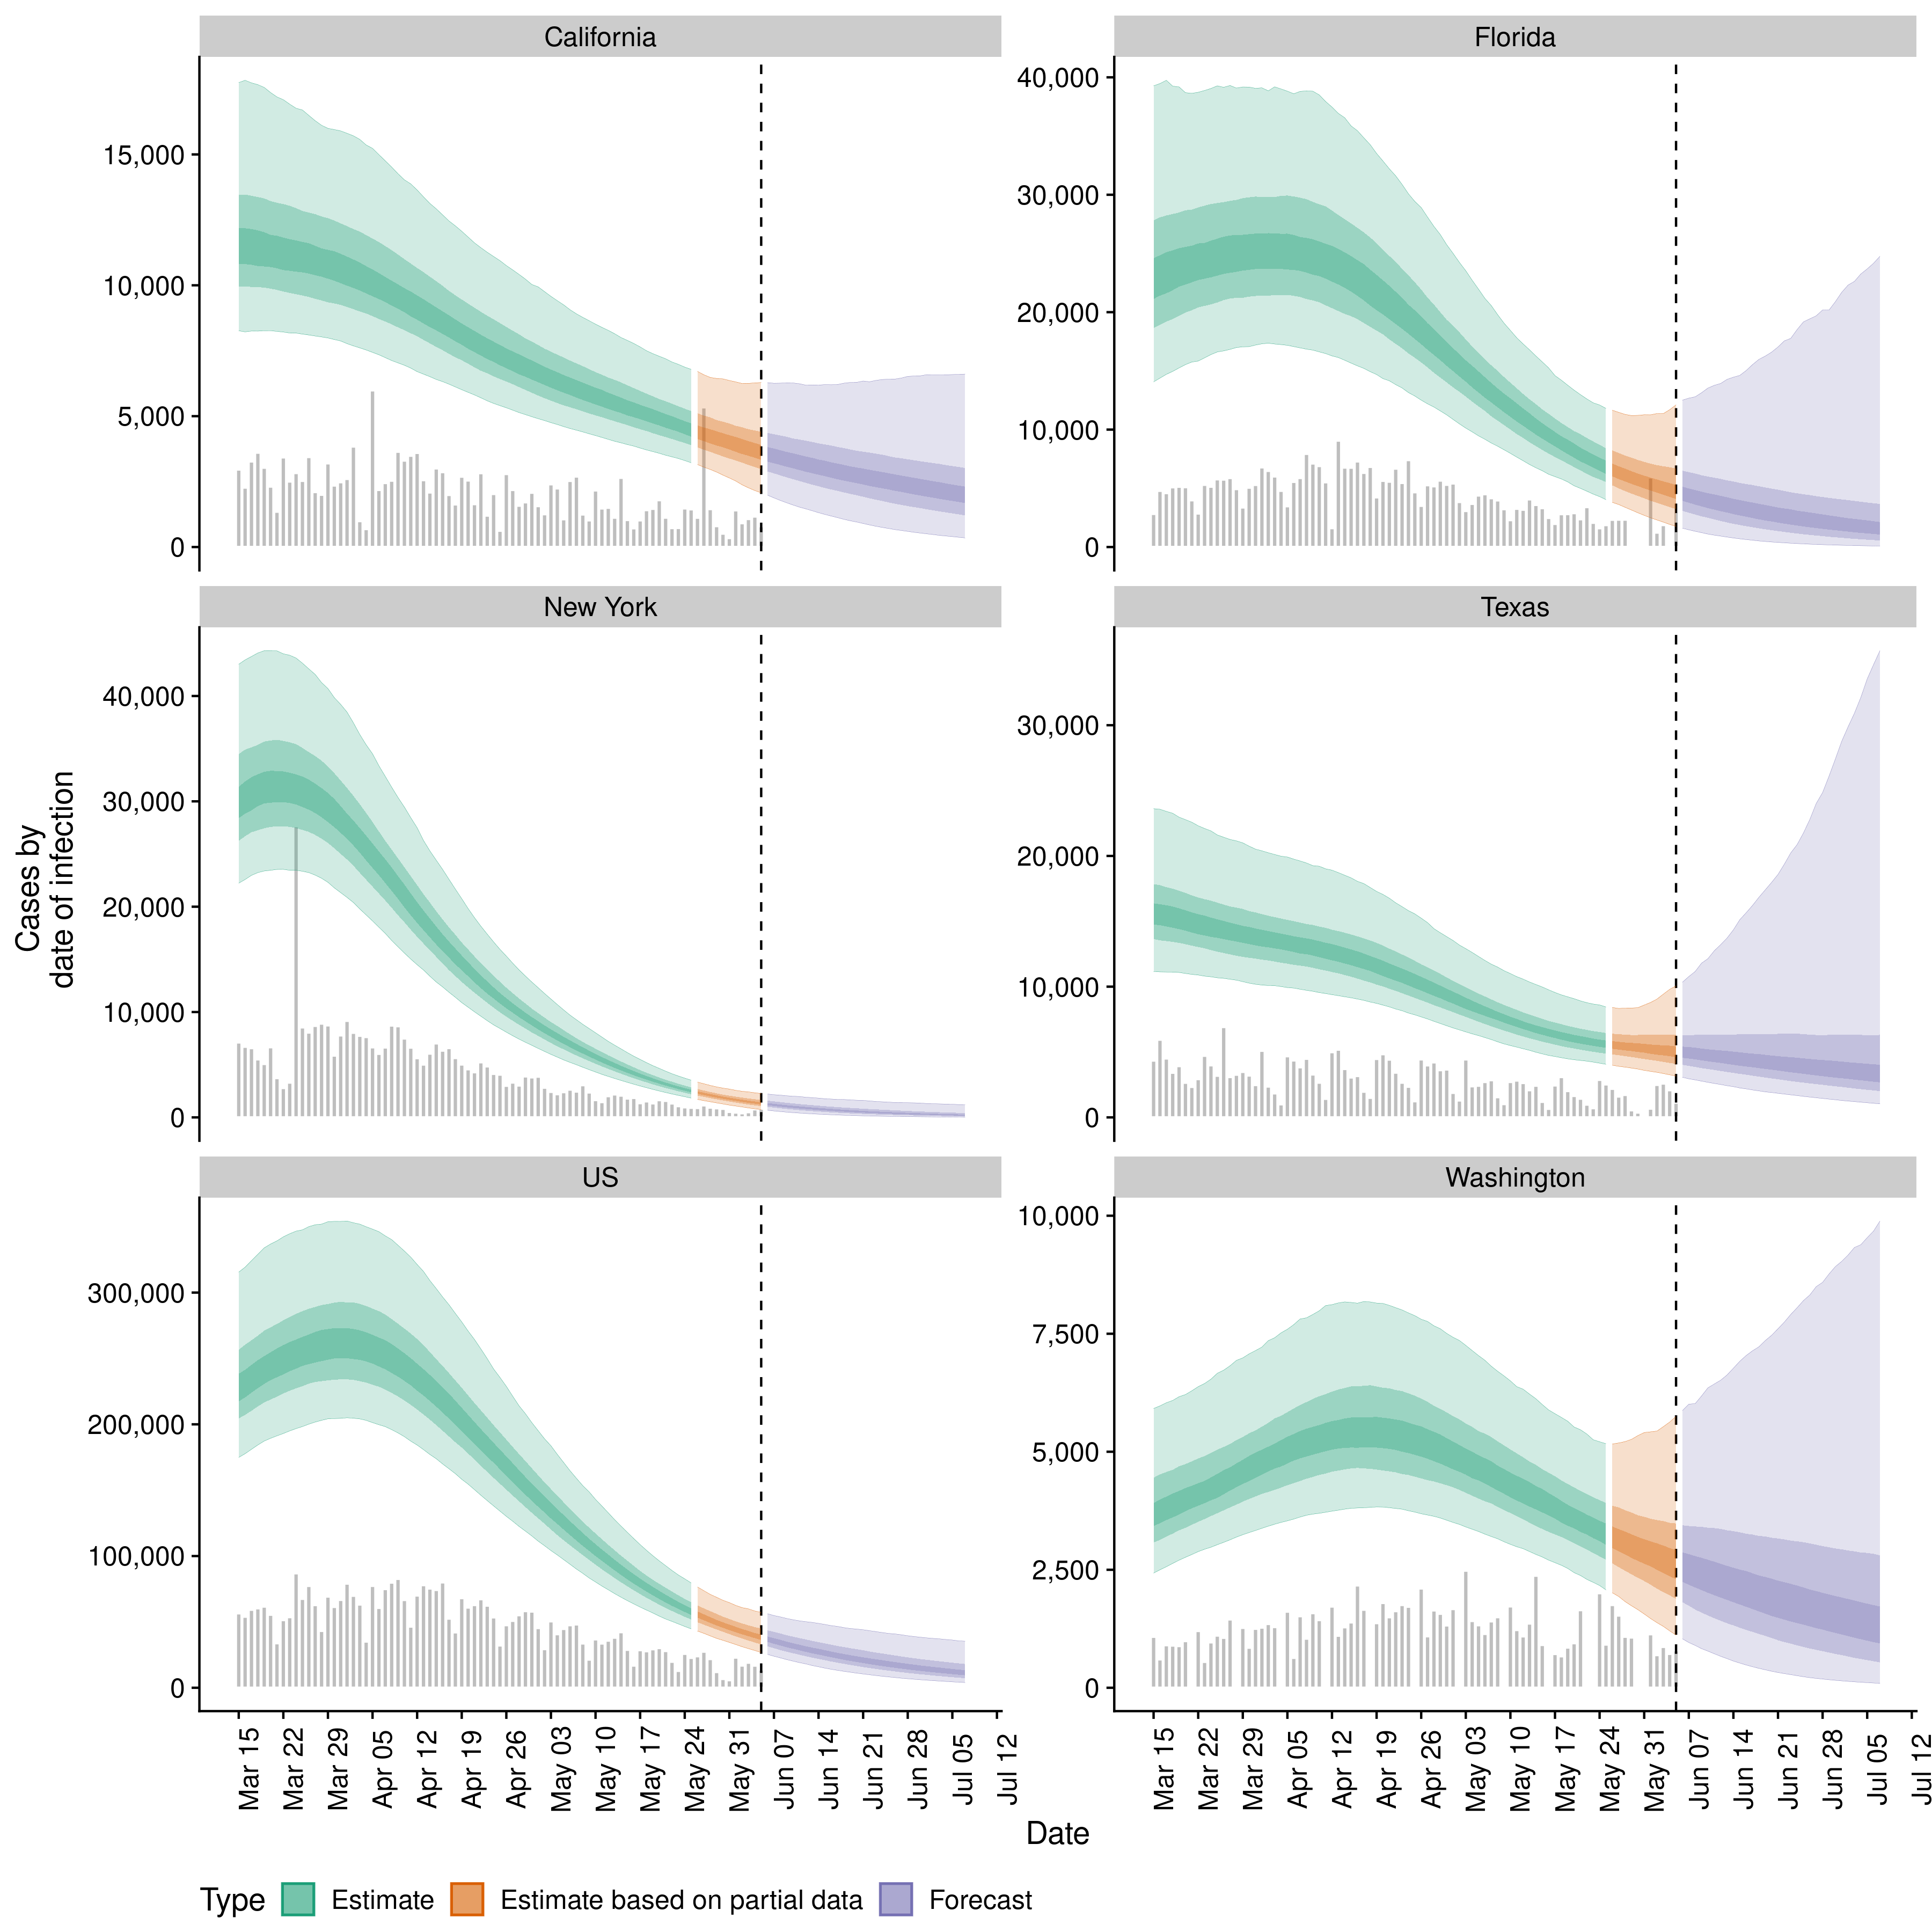 California
Florida
15,000
10,000
5,000
0
40,000
30,000
20,000
10,000
0
New York
Texas
40,000
30,000
20,000
10,000
0
30,000
20,000
10,000
0
Cases by
date of infection
US
Washington
300,000
200,000
100,000
0
10,000
7,500
5,000
2,500
0
Mar 15
Mar 22
Mar 29
Apr 05
Apr 12
Apr 19
Apr 26
May 03
May 10
May 17
May 24
May 31
Jun 07
Jun 14
Jun 21
Jun 28
Jul 05
Jul 12
Mar 15
Mar 22
Mar 29
Apr 05
Apr 12
Apr 19
Apr 26
May 03
May 10
May 17
May 24
May 31
Jun 07
Jun 14
Jun 21
Jun 28
Jul 05
Jul 12
Date
Type Estimate Estimate based on partial data Forecast